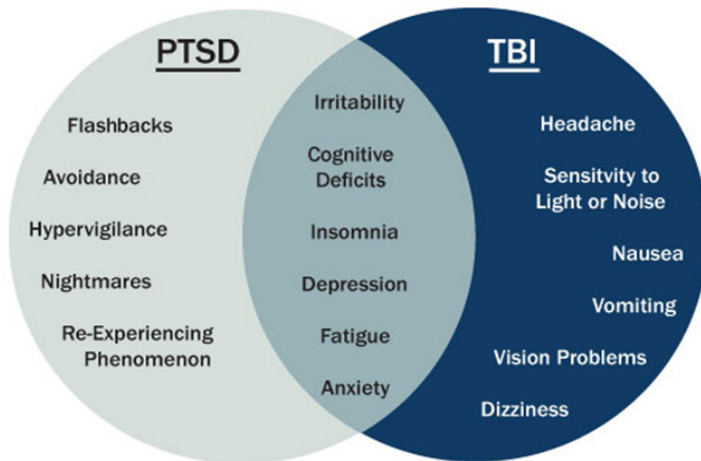 PTSD
Flashbacks
Avoidance
Hypervigilance
Nightmares
Re-Experiencing
Phenomenon
Irritability
Cognitive
Deficits
Insomnia
Depression
Fatigue
Anxiety
TBI
Headache
Sensitvity to
Light or Noise
Nausea
Vomiting
Vision Problems
Dizziness